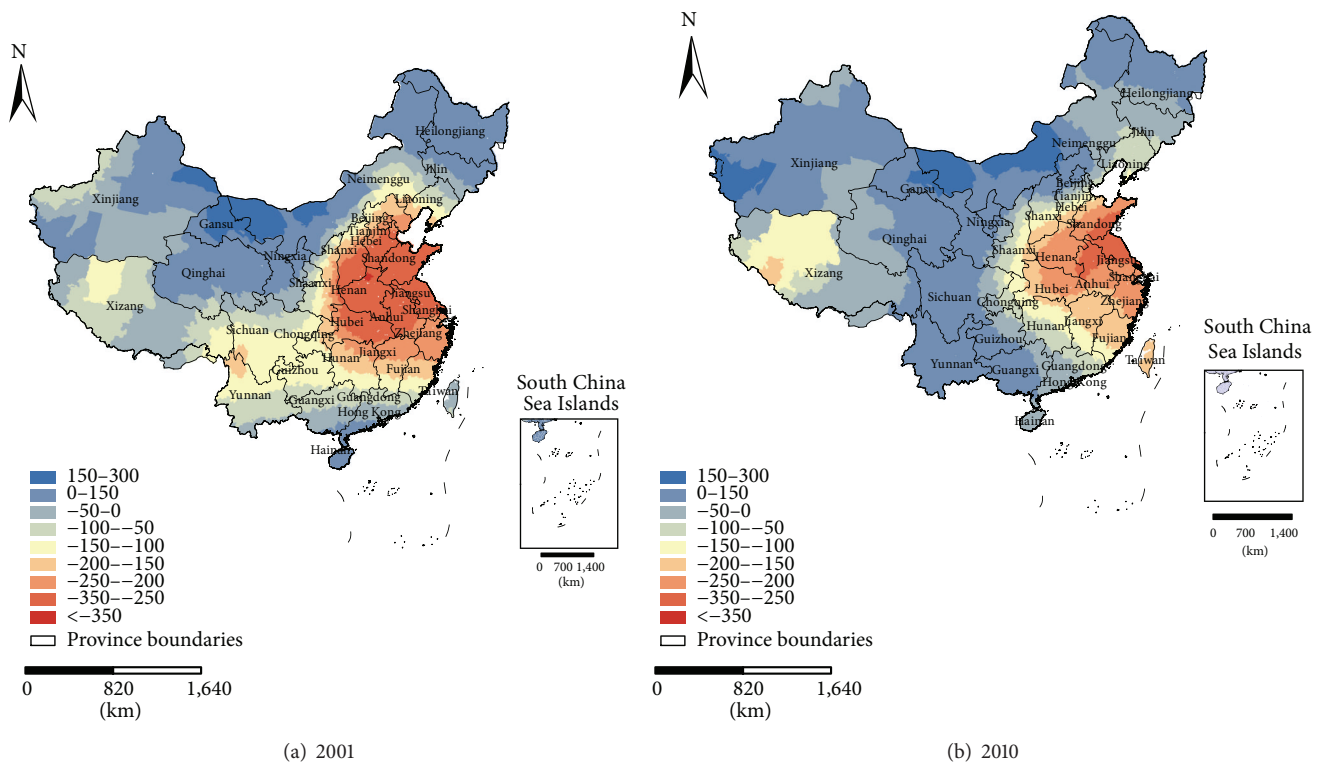 N
Heilongjiang
Jilin
Neimenggu
Liaoning
Xinjiang
Gansu
Beijing
Tianjin
Hebei
Ningxia
Shanxi
Shandong
Qinghai
Shaanxi
Henan
Jiangsu
Xizang
Shanghai
Hubei
Anhui
Sichuan
Chongqing
Zhejiang
Hunan
Jiangxi
Guizhou
Fujian
Yunnan
Guangxi
Guangdong
Taiwan
Hong Kong
Hainan
South China
Sea Islands
0 700 1,400
(km)
150–300
0–150
−50–0
−100–−50
−150–−100
−200–−150
−250–−200
−350–−250
<−350
Province boundaries
0 820 1,640
(km)
(a) 2001
N
Heilongjiang
Jilin
Neimenggu
Liaoning
Xinjiang
Gansu
Beijing
Tianjin
Hebei
Shanxi
Ningxia
Shandong
Qinghai
Shaanxi
Henan
Jiangsu
Xizang
Shanghai
Hubei
Anhui
Sichuan
Chongqing
Zhejiang
Hunan
Jiangxi
Guizhou
Fujian
Yunnan
Guangxi
Guangdong
Taiwan
Hong Kong
Hainan
South China
Sea Islands
0 700 1,400
(km)
150–300
0–150
−50–0
−100–−50
−150–−100
−200–−150
−250–−200
−350–−250
<−350
Province boundaries
0 820 1,640
(km)
(b) 2010